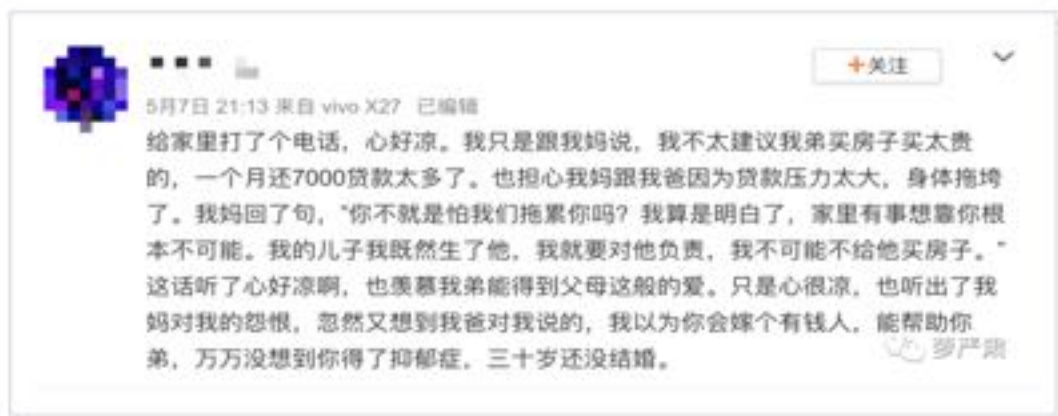 +关注
5月7日 21:13 来自 vivo X27 已编辑
给家里打了个电话，心好凉。我只是跟我妈说，我不太建议我弟买房子买太贵
的，一个月还7000贷款太多了。也担心我妈跟我爸因为贷款压力太大，身体拖垮
了。我妈回了句，"你不就是怕我们拖累你吗？我算是明白了，家里有事想靠你根
本不可能。我的儿子我既然生了他，我就要对他负责，我不可能不给他买房子。"
这话听了心好凉啊，也羡慕我弟能得到父母这般的爱。只是心很凉，也听出了我
妈对我的怨恨，忽然又想到我爸对我说的，我以为你会嫁个有钱人，能帮助你
弟，万万没想到你得了抑郁症，三十岁还没结婚。
萝严肃